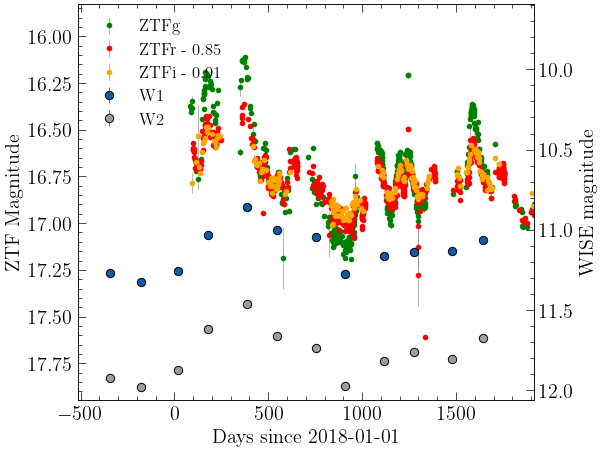 ZTFg
ZTFr - 0.85
ZTFi - 0.91
W1
W2
16.00
16.25
16.50
16.75
17.00
17.25
17.50
17.75
ZTF Magnitude
10.0
10.5
11.0
11.5
12.0
WISE magnitude
−500
0
500
1000
1500
Days since 2018-01-01